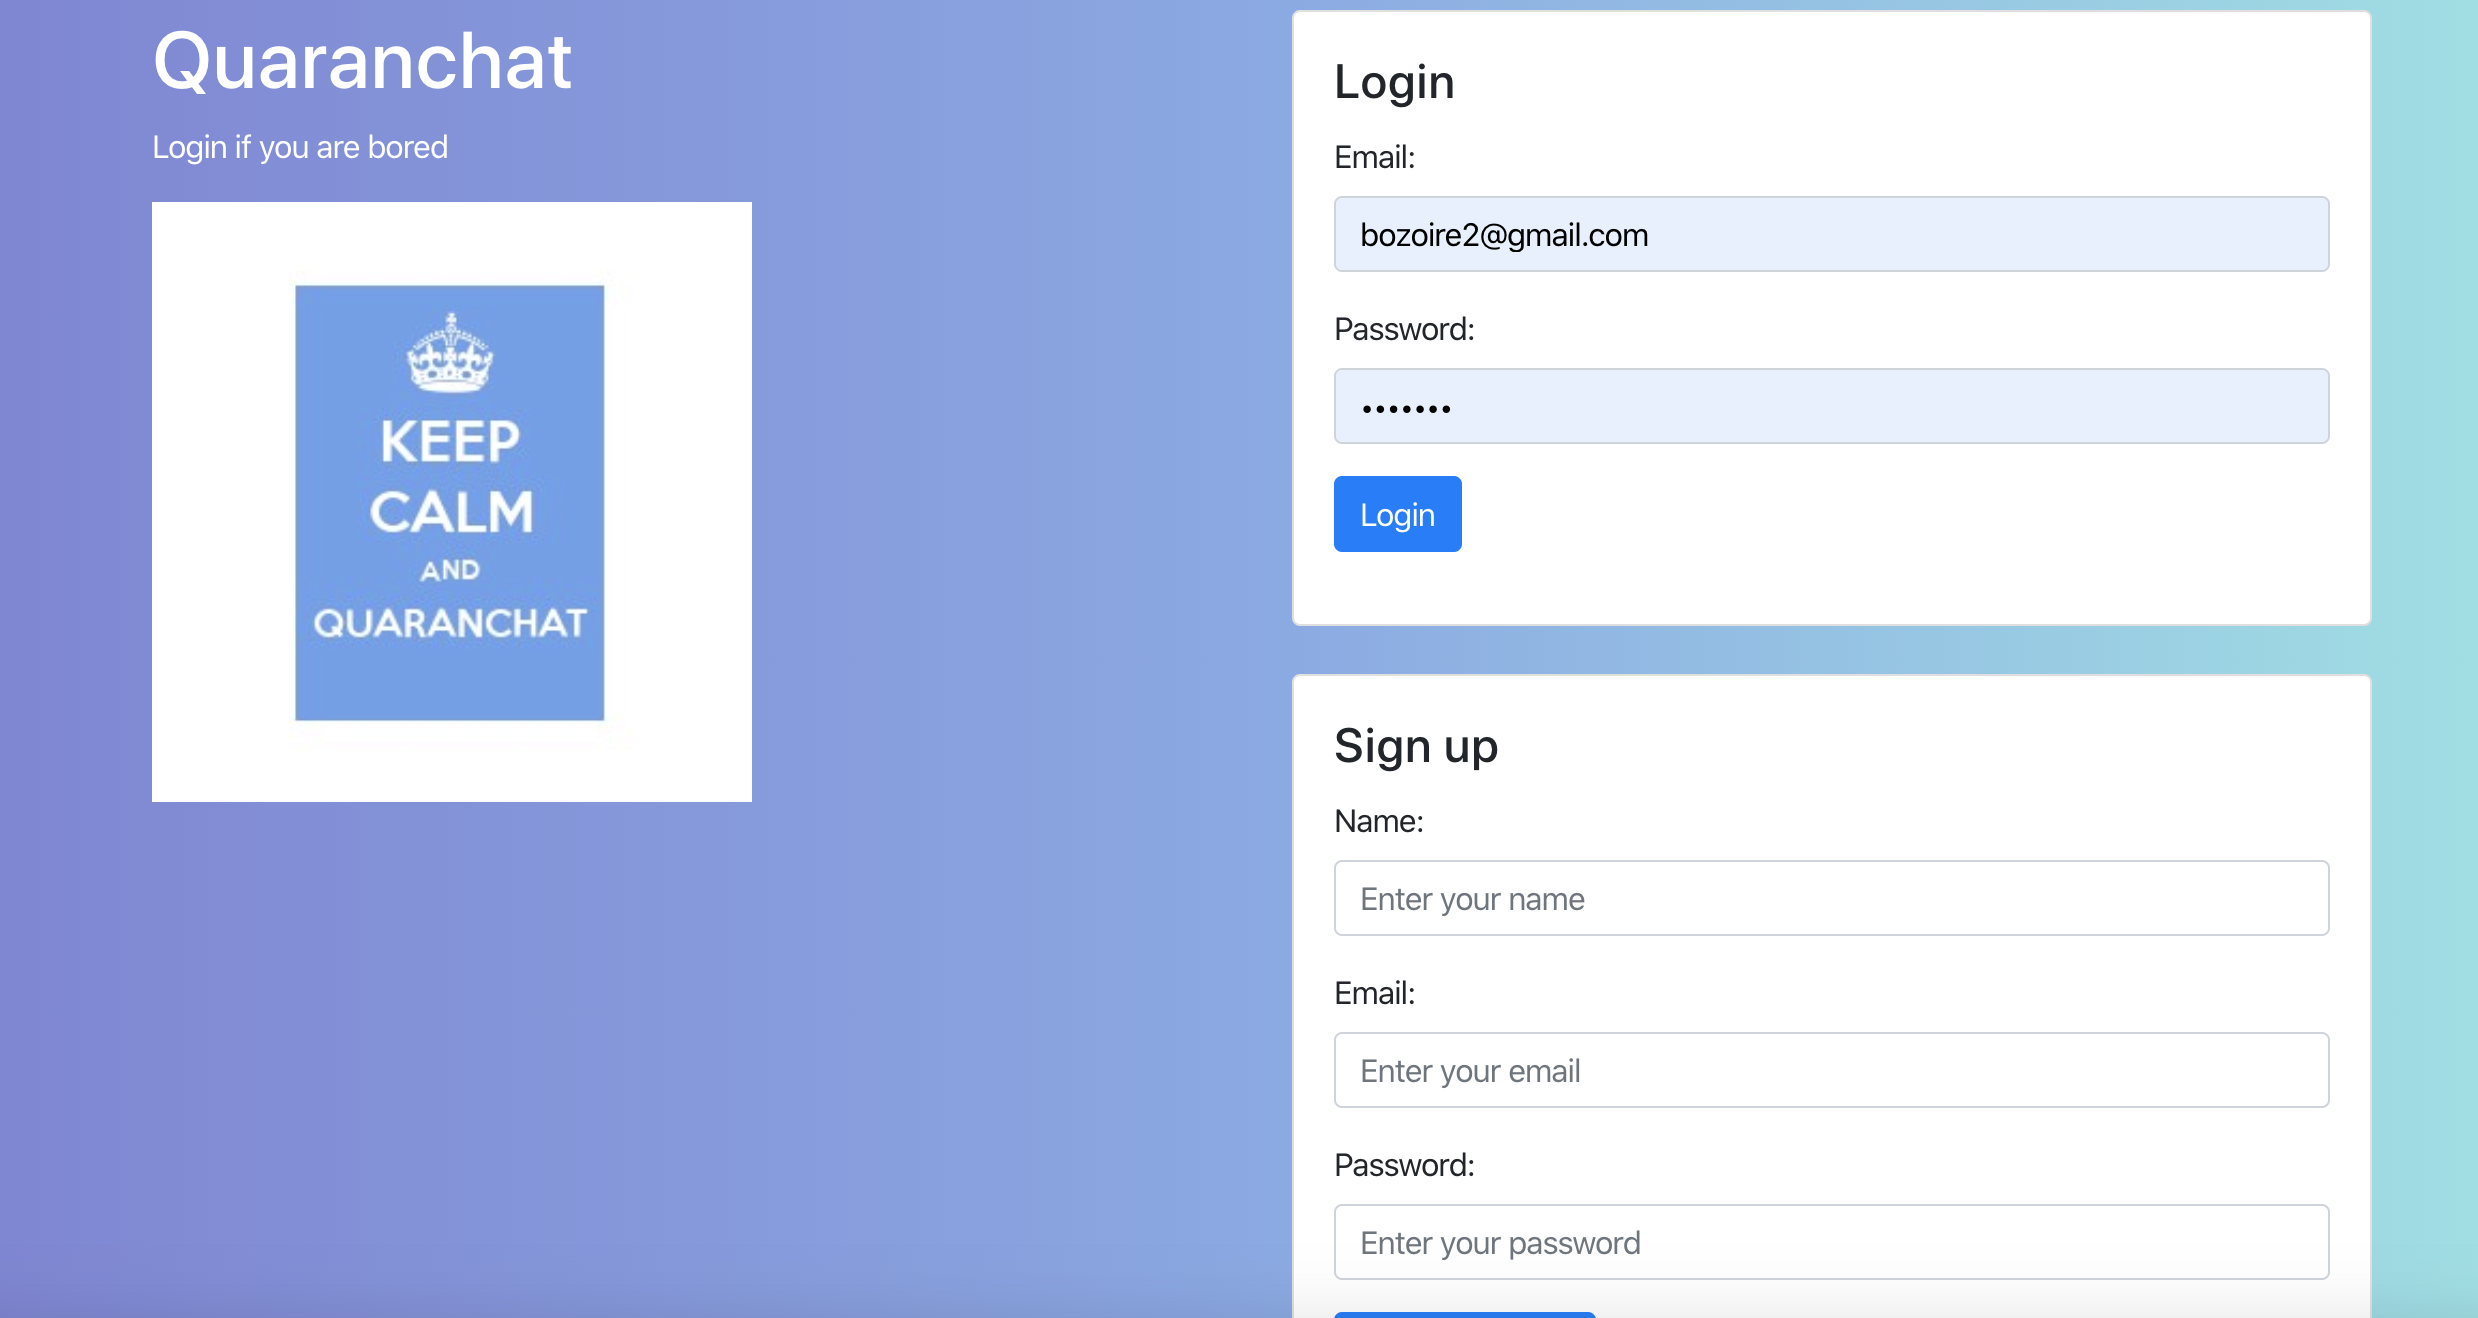 Quaranchat
Login if you are bored
KEEP
CALM
AND
QUARANCHAT
Login
Email:
bozoire2@gmail.com
Password:
•••••••
Login
Sign up
Name:
Enter your name
Email:
Enter your email
Password:
Enter your password